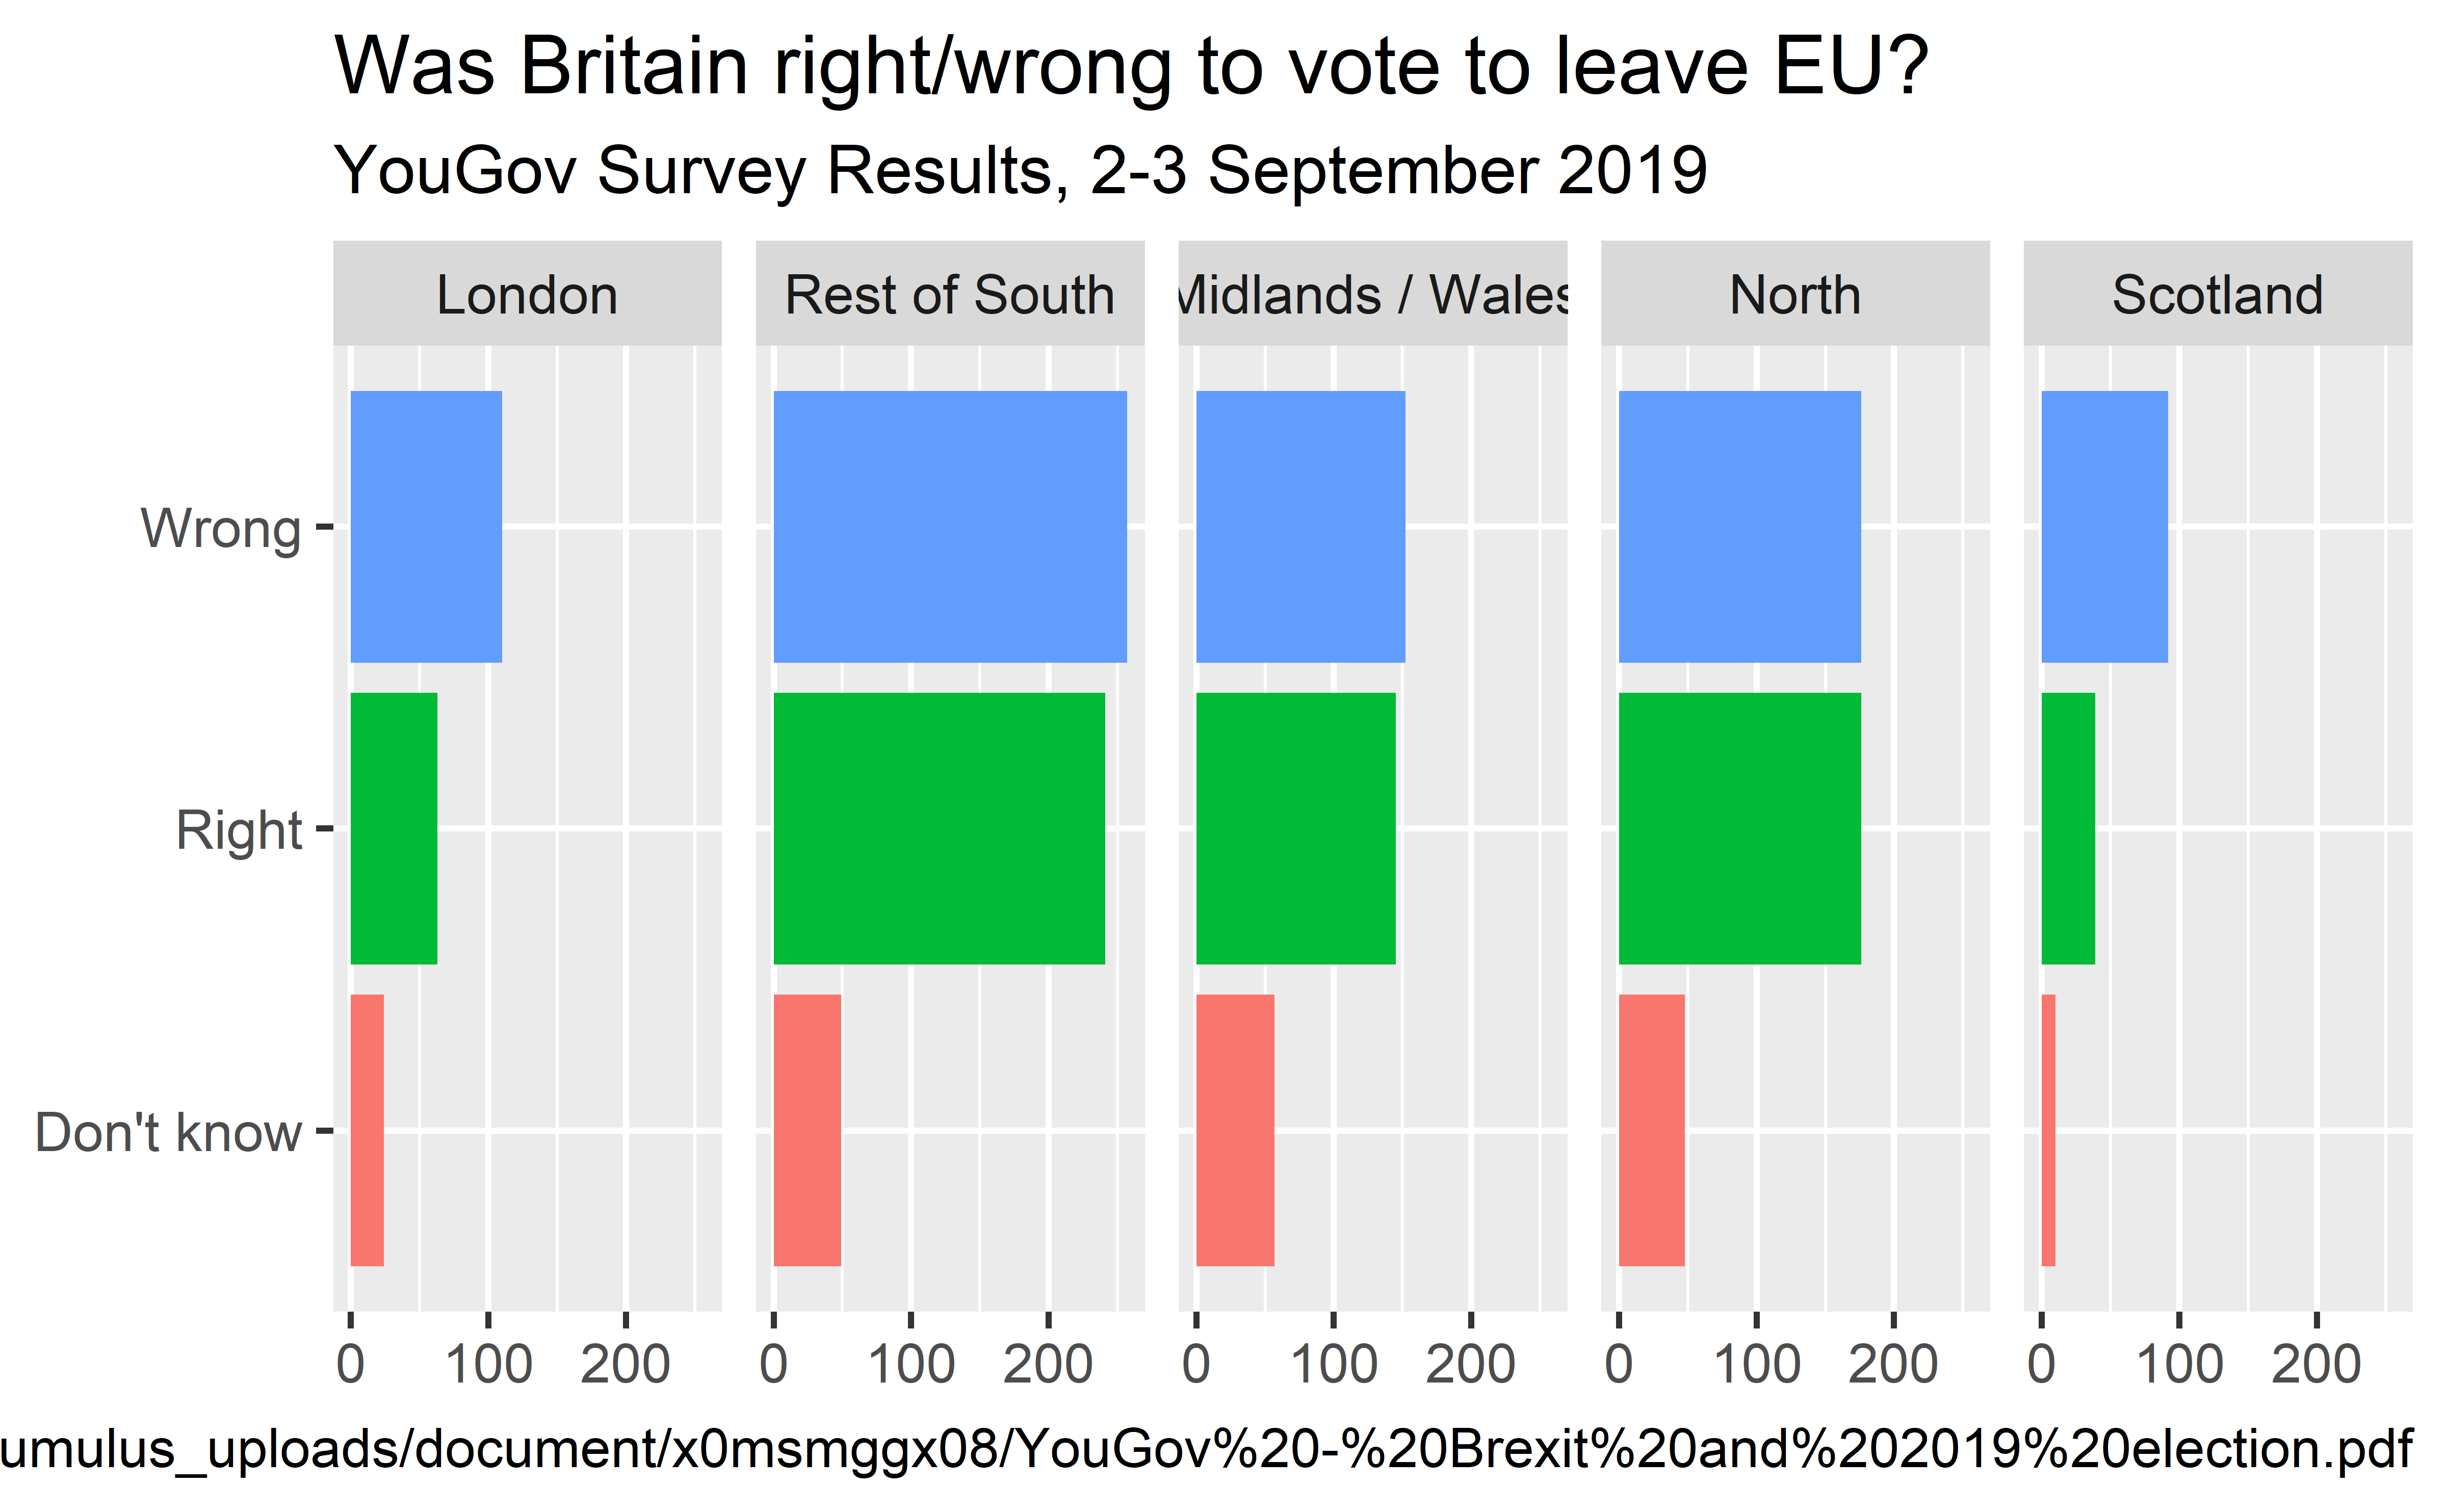 Was Britain right/wrong to vote to leave EU?
YouGov Survey Results, 2-3 September 2019
London Rest of South Midlands / Wales North Scotland
Wrong
Right
Don't know
0 100 200 0 100 200 0 100 200 0 100 200 0 100 200
umulus_uploads/document/x0msmggx08/YouGov%20-%20Brexit%20and%202019%20election.pdf